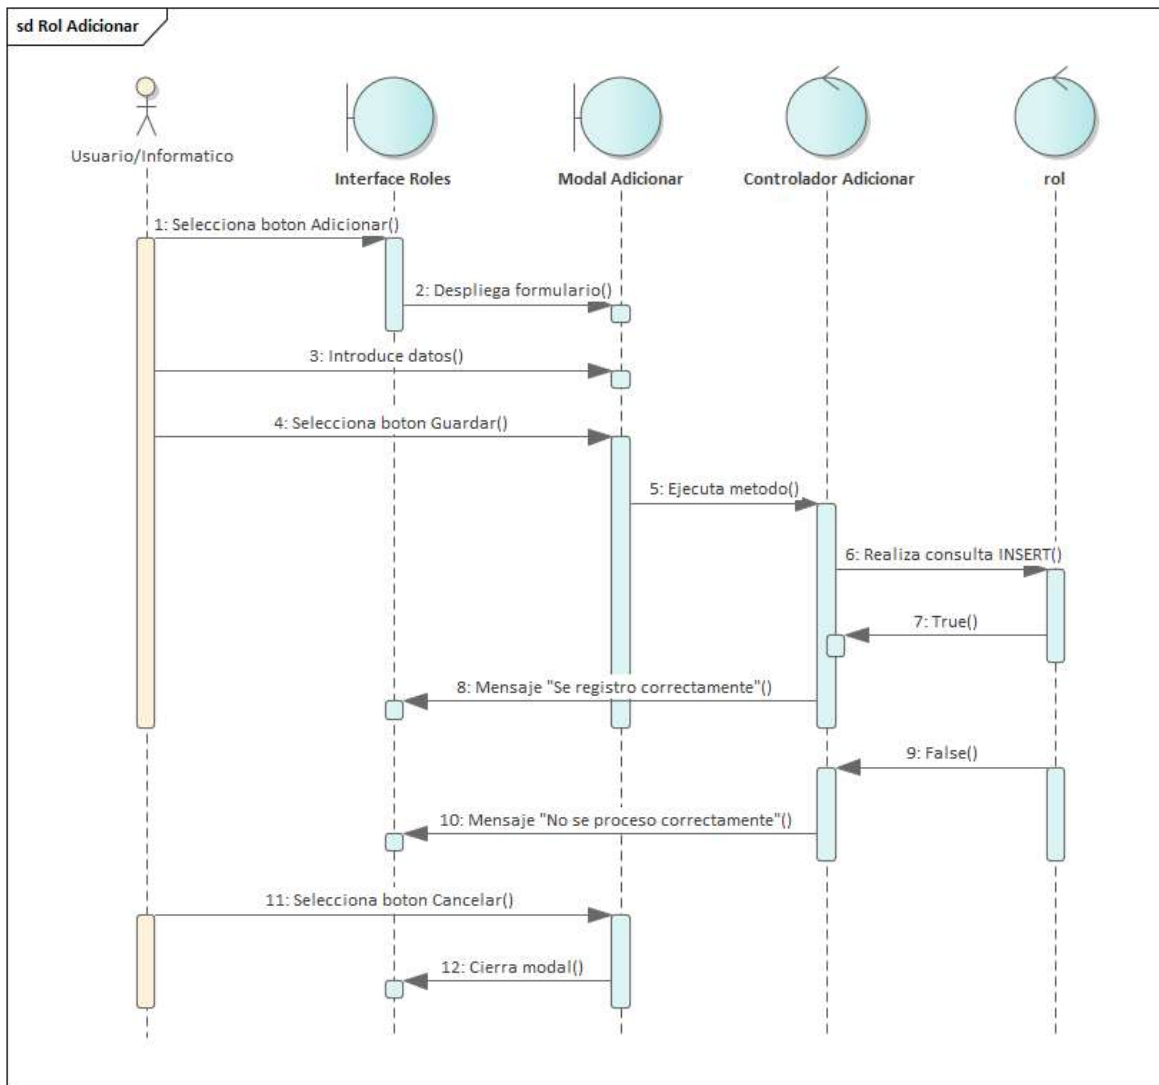 sd Rol Adicionar
Usuario/Informatico
Interface Roles
Modal Adicionar
Controlador Adicionar
rol
1: Selecciona boton Adicionar()
2: Despliega formulario()
3: Introduce datos()
4: Selecciona boton Guardar()
5: Ejecuta metodo()
6: Realiza consulta INSERT()
7: True()
8: Mensaje "Se registro correctamente"()
9: False()
10: Mensaje "No se proceso correctamente"()
11: Selecciona boton Cancelar()
12: Cierra modal()